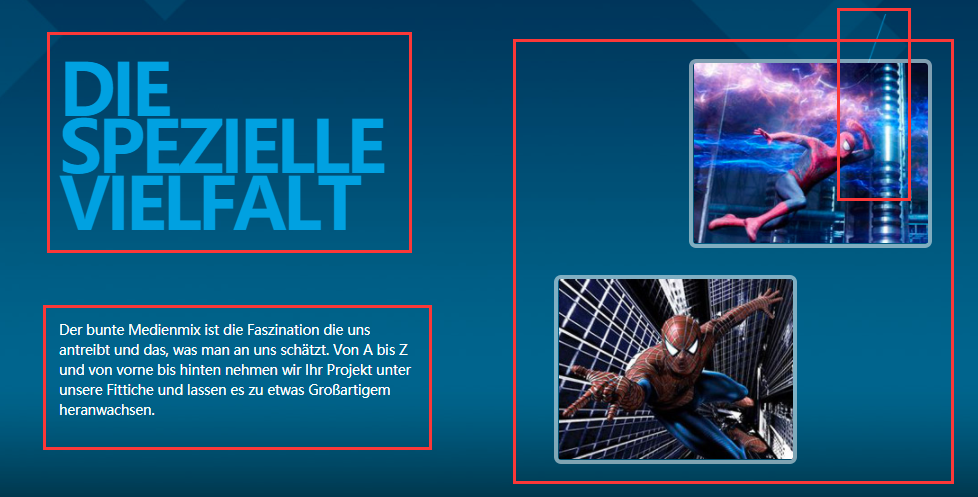 DIE
SPEZIELLE
VIELFALT
Der bunte Medienmix ist die Faszination die uns
antreibt und das, was man an uns schätzt. Von A bis Z
und von vorne bis hinten nehmen wir Ihr Projekt unter
unsere Fittiche und lassen es zu etwas Großartigem
heranwachsen.